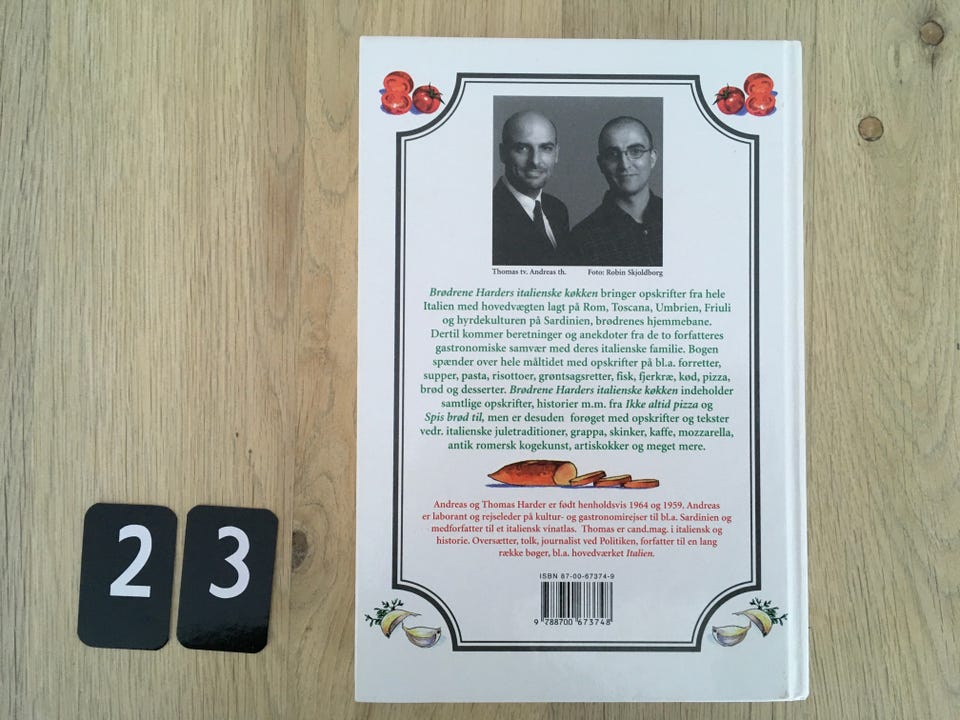 Thomas tv. Andreas th. Foto: Robin Skjoldborg
Brødrene Harders italienske køkken bringer opskrifter fra hele
Italien med hovedvægten lagt på Rom, Toscana, Umbrien, Friuli
og hyrdekulturen på Sardinien, brødrenes hjemmebane.
Dertil kommer beretninger og anekdoter fra de to forfatteres
gastronomiske samvær med deres italienske familie. Bogen
spænder over hele måltidet med opskrifter på bl.a. forretter,
supper, pasta, risottoer, grøntsagsretter, fisk, fjerkræ, kød, pizza,
brød og desserter. Brødrene Harders italienske køkken indeholder
samtlige opskrifter, historier m.m. fra Ikke altid pizza og
Spis brød til, men er desuden forøget med opskrifter og tekster
vedr. italienske juletraditioner, grappa, skinker, kaffe, mozzarella,
antik romersk kogekunst, artiskokker og meget mere.
Andreas og Thomas Harder er født henholdsvis 1964 og 1959. Andreas
er laborant og rejseleder på kultur- og gastronomirejser til bl.a. Sardinien og
medforfatter til et italiensk vinatlas. Thomas er cand.mag. i italiensk og
historie. Oversætter, tolk, journalist ved Politiken, forfatter til en lang
række bøger, bl.a. hovedværket Italien.
ISBN 87-00-67374-9
9 788700 673748
2 3